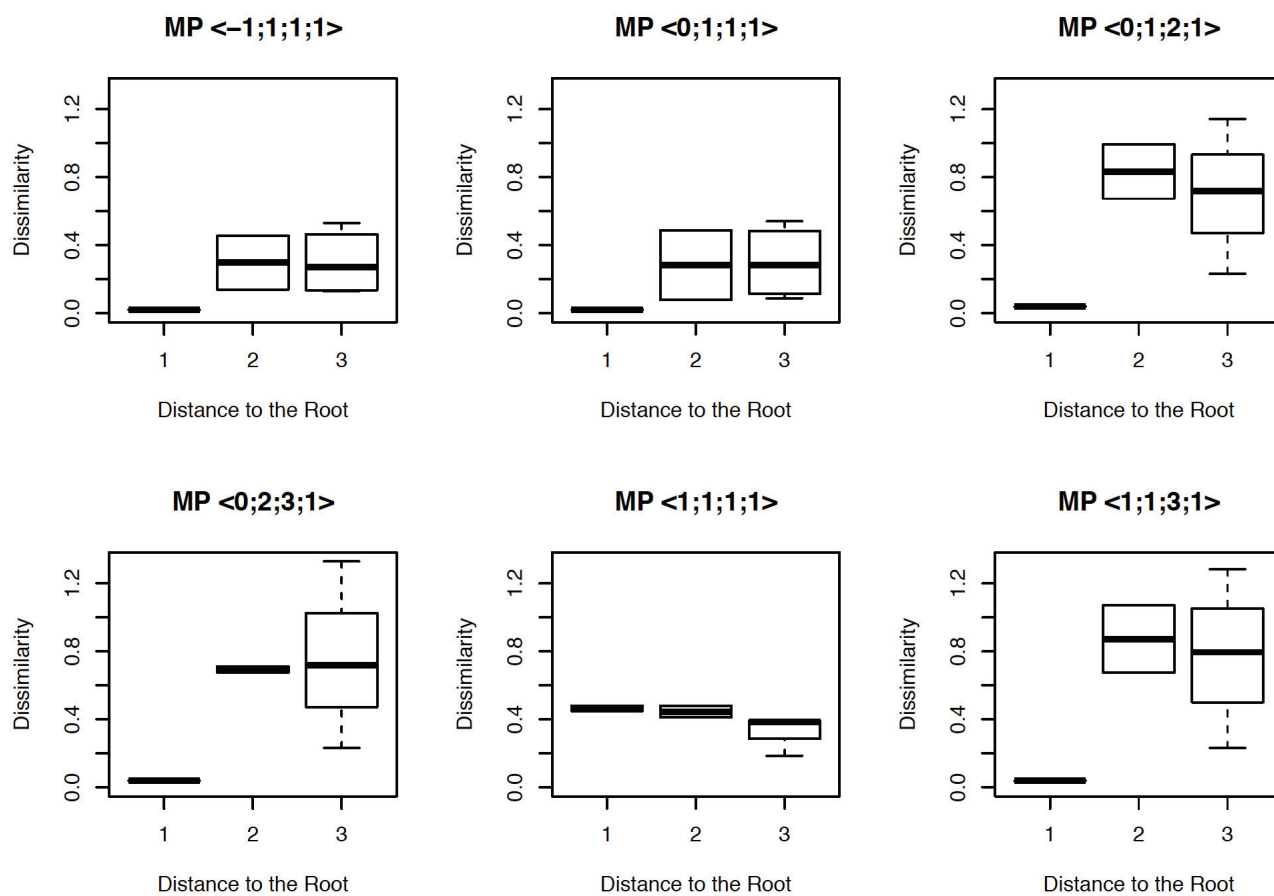 MP <–1;1;1;1>
Dissimilarity
0.0 0.4 0.8 1.2
1 2 3
Distance to the Root
MP <0;1;1;1>
Dissimilarity
0.0 0.4 0.8 1.2
1 2 3
Distance to the Root
MP <0;1;2;1>
Dissimilarity
0.0 0.4 0.8 1.2
1 2 3
Distance to the Root
MP <0;2;3;1>
Dissimilarity
0.0 0.4 0.8 1.2
1 2 3
Distance to the Root
MP <1;1;1;1>
Dissimilarity
0.0 0.4 0.8 1.2
1 2 3
Distance to the Root
MP <1;1;3;1>
Dissimilarity
0.0 0.4 0.8 1.2
1 2 3
Distance to the Root